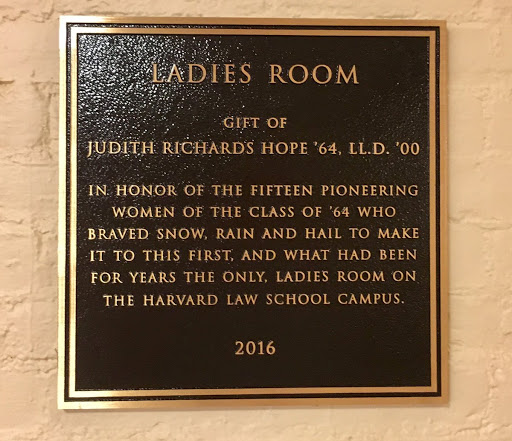 LADIES ROOM
GIFT OF
JUDITH RICHARDS HOPE '64, LL.D. '00
IN HONOR OF THE FIFTEEN PIONEERING
WOMEN OF THE CLASS OF '64 WHO
BRAVED SNOW, RAIN AND HAIL TO MAKE
IT TO THIS FIRST, AND WHAT HAD BEEN
FOR YEARS THE ONLY, LADIES ROOM ON
THE HARVARD LAW SCHOOL CAMPUS.
2016